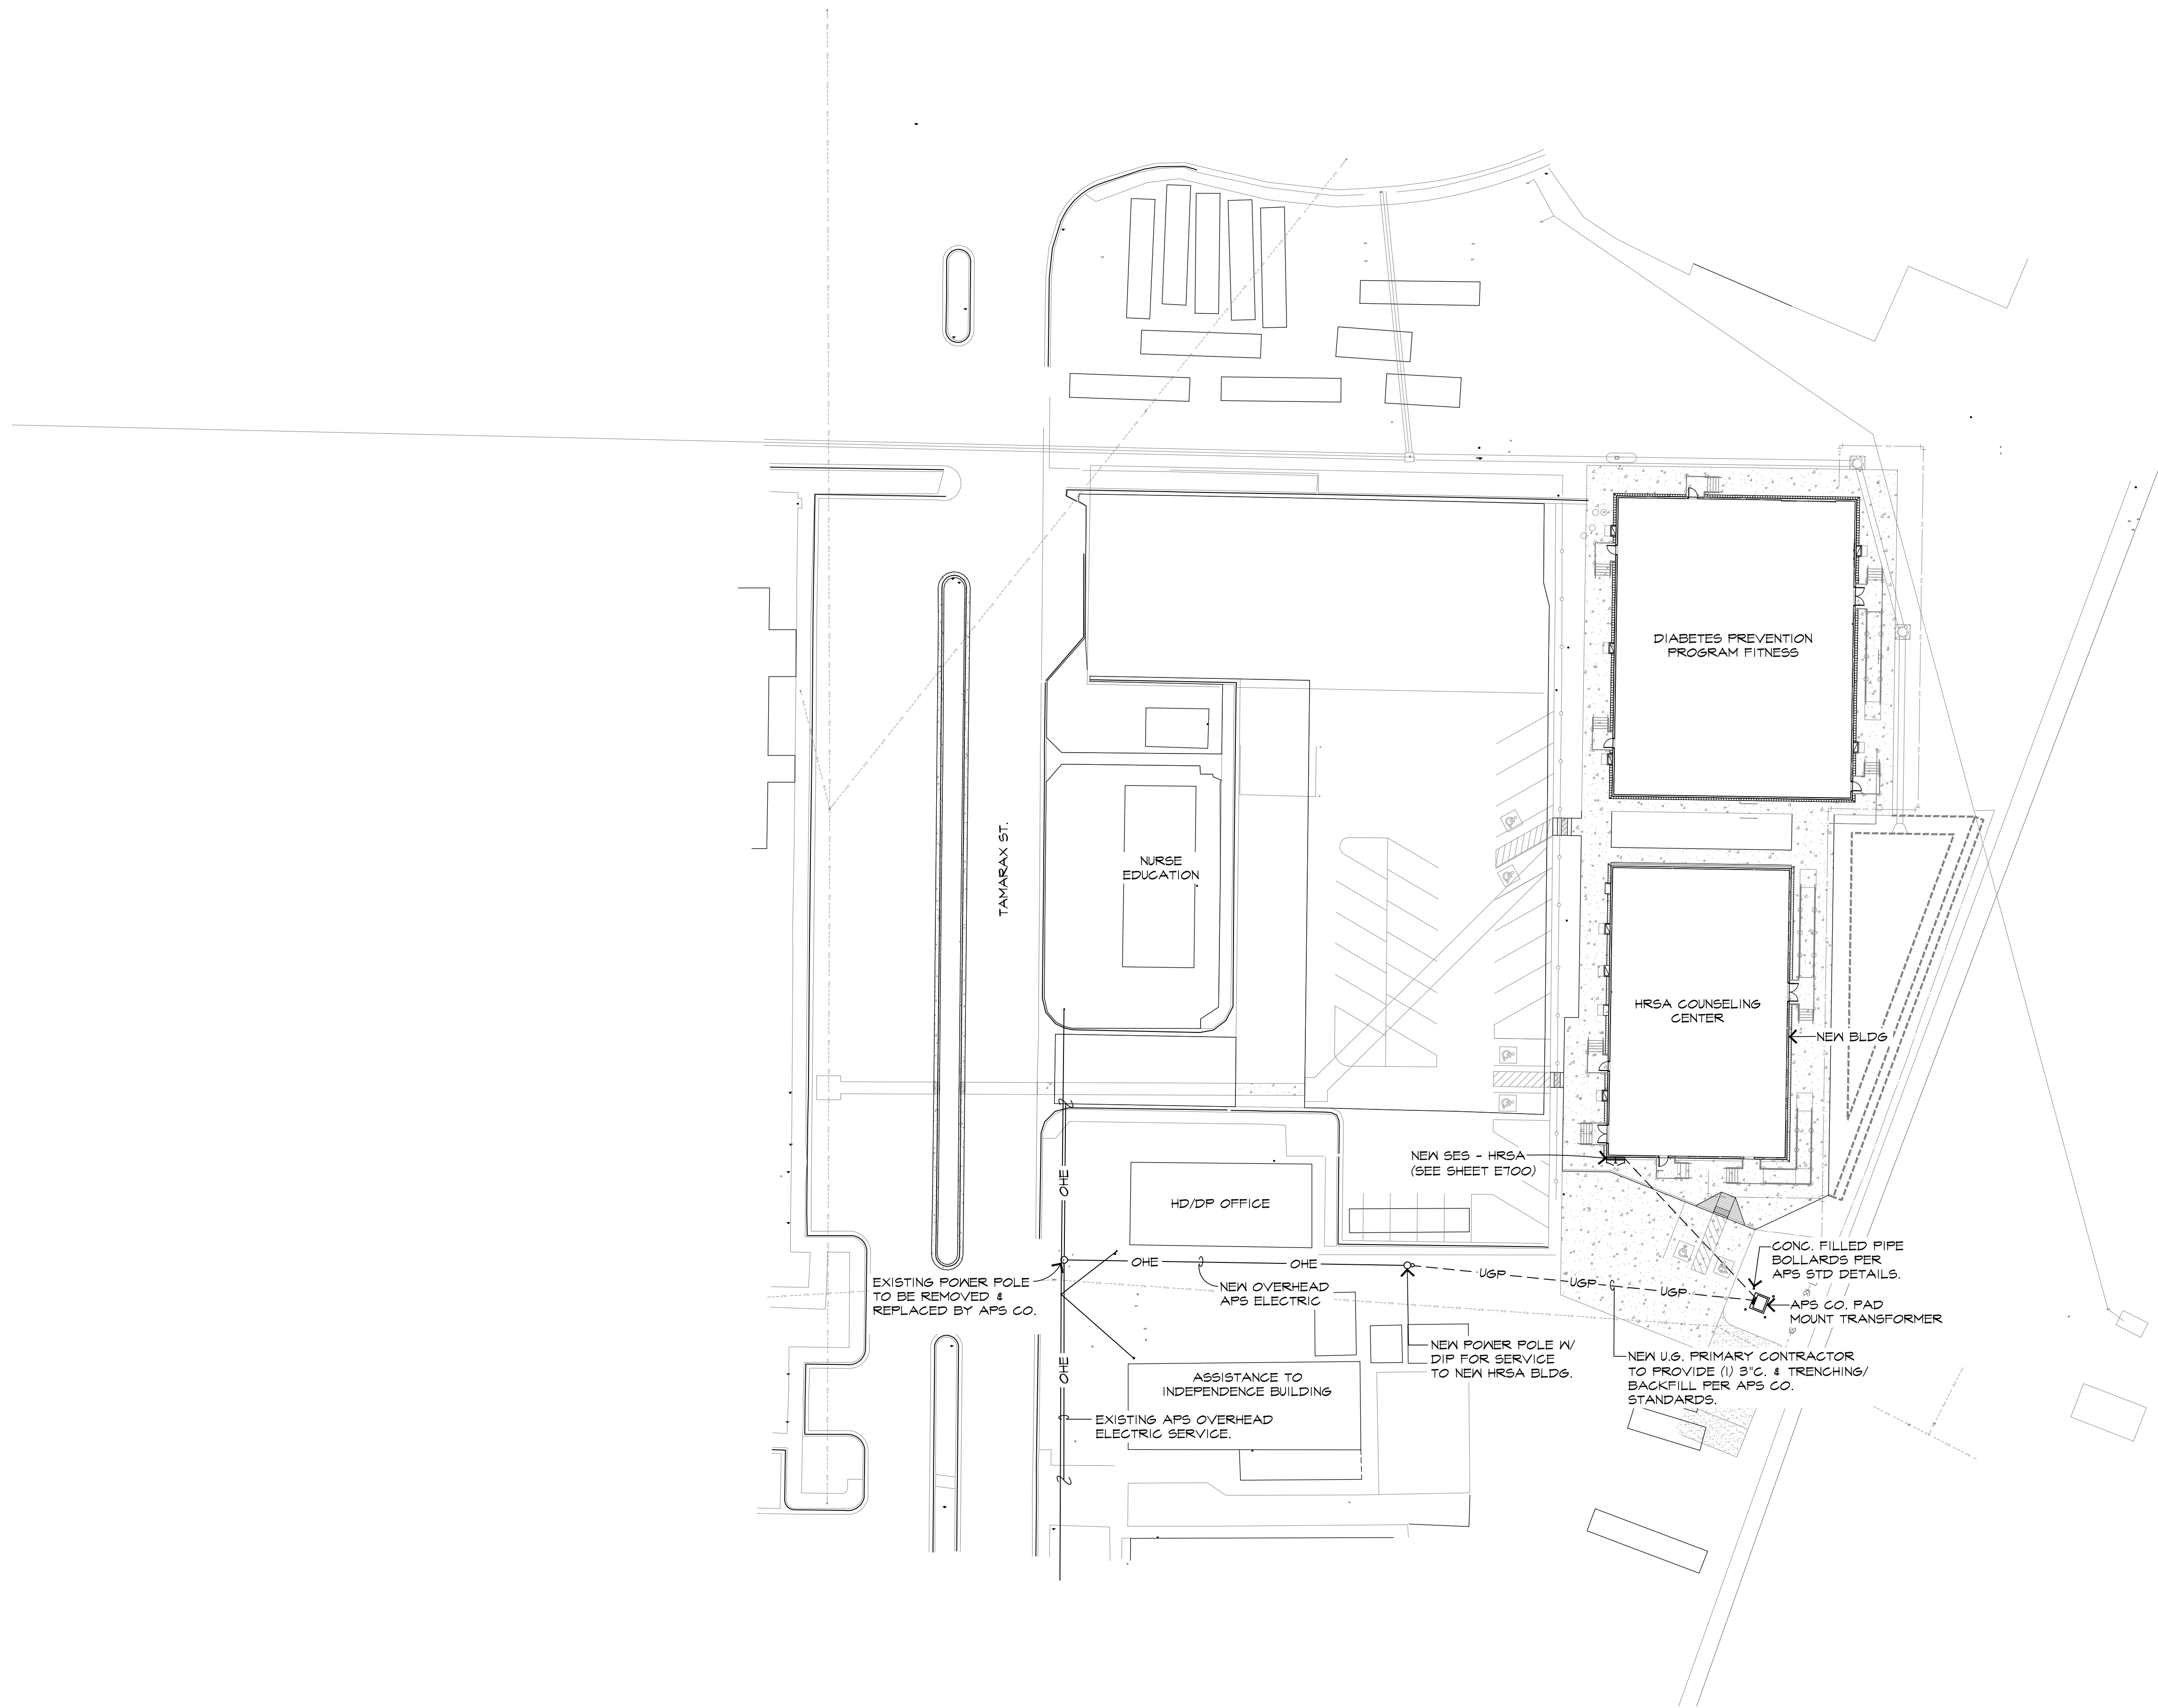 DIABETES PREVENTION
PROGRAM FITNESS
TAMARAX ST.
NURSE
EDUCATION
HRSA COUNSELING
CENTER
NEW BLDG
NEW SES - HRSA
(SEE SHEET E700)
OHE
HD/DP OFFICE
CONC. FILLED PIPE
BOLLARDS PER
APS STD DETAILS.
OHE
OHE
UGP
UGP
UGP
EXISTING POWER POLE
TO BE REMOVED &
REPLACED BY APS CO.
NEW OVERHEAD
APS ELECTRIC
APS CO. PAD
MOUNT TRANSFORMER
NEW POWER POLE W/
DIP FOR SERVICE
TO NEW HRSA BLDG.
NEW U.G. PRIMARY CONTRACTOR
TO PROVIDE (1) 3"C. & TRENCHING/
BACKFILL PER APS CO.
STANDARDS.
OHE
ASSISTANCE TO
INDEPENDENCE BUILDING
EXISTING APS OVERHEAD
ELECTRIC SERVICE.